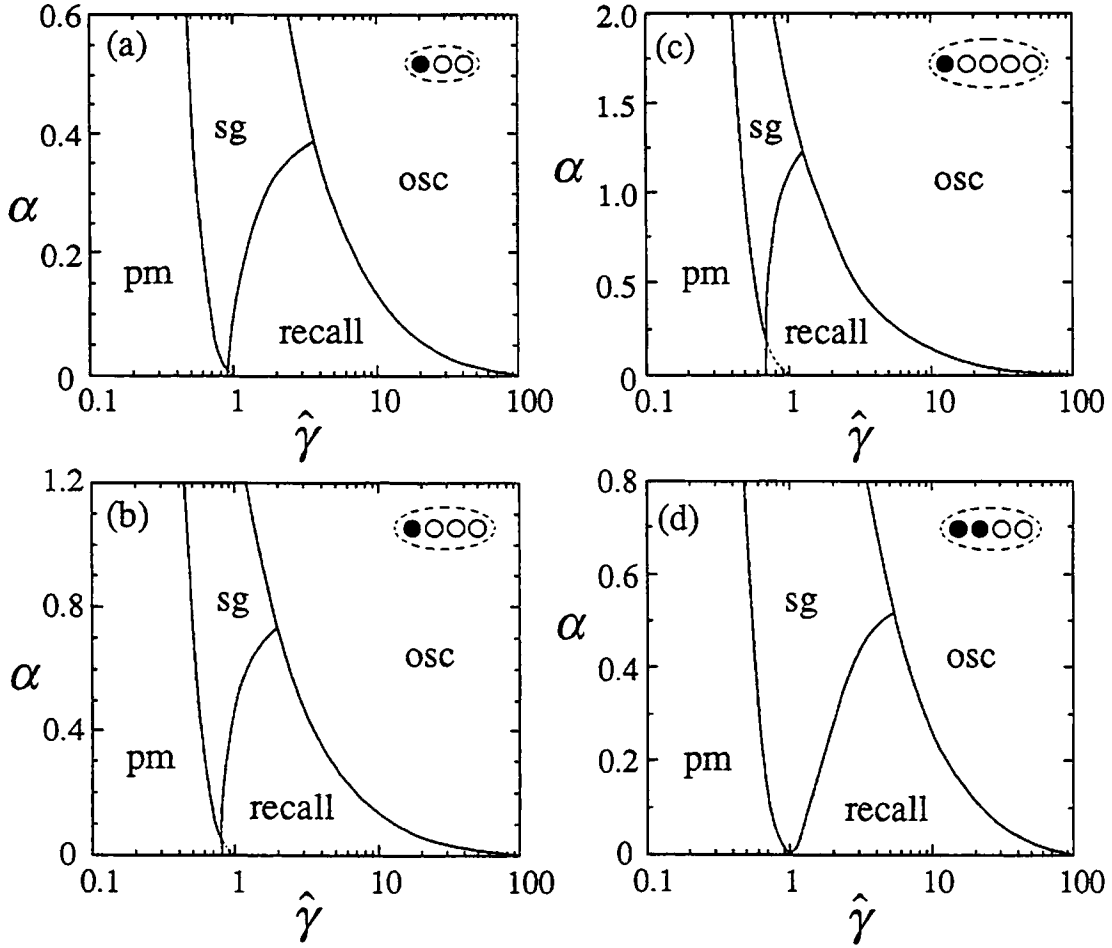 (a)
0.6
0.4
0.2
0
α
sg
osc
pm
recall
0.1 1 10 100
γ̂
(c)
2.0
1.5
1.0
0.5
0
α
sg
osc
pm
recall
0.1 1 10 100
γ̂
(b)
1.2
0.8
0.4
0
α
sg
osc
pm
recall
0.1 1 10 100
γ̂
(d)
0.8
0.6
0.4
0.2
0
α
sg
osc
pm
recall
0.1 1 10 100
γ̂